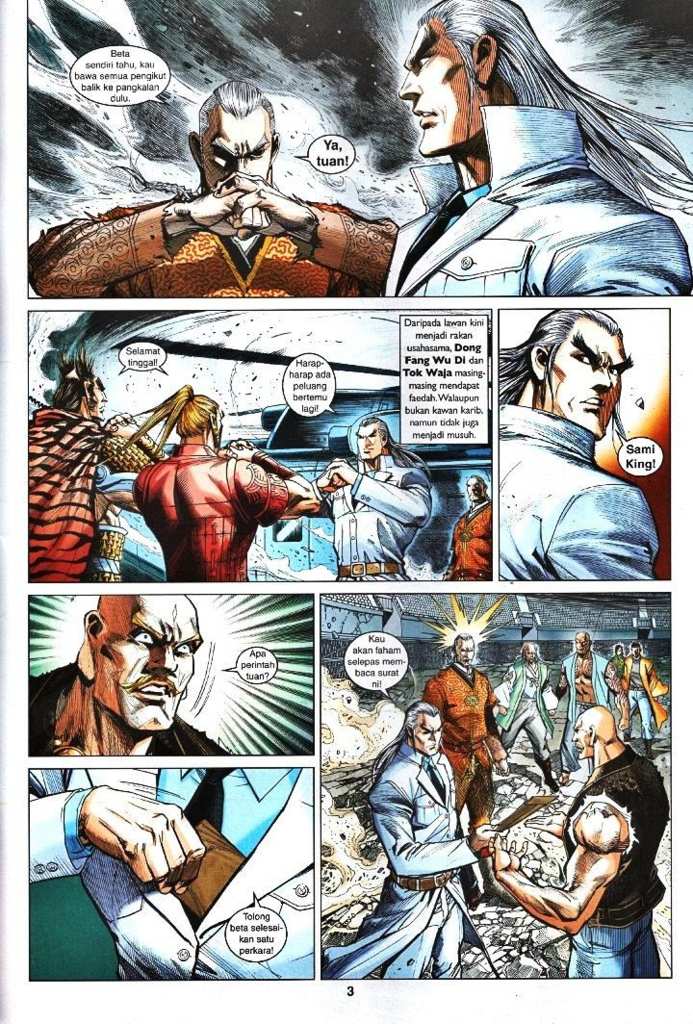 Beta
sendiri tahu, kau
bawa semua pengikut
balik ke pangkalan
dulu.
Ya,
tuan!
Selamat
tinggal!
Harap-
harap ada
peluang
bertemu
lagi!
Daripada lawan kini
menjadi rakan
usahasama, Dong
Fang Wu Di dan
Tok Waja masing-
masing mendapat
faedah. Walaupun
bukan kawan karib,
namun tidak juga
menjadi musuh.
Sami
King!
Apa
perintah
tuan?
Tolong
beta selesai-
kan satu
perkara!
Kau
akan faham
selepas mem-
baca surat
ni!
3